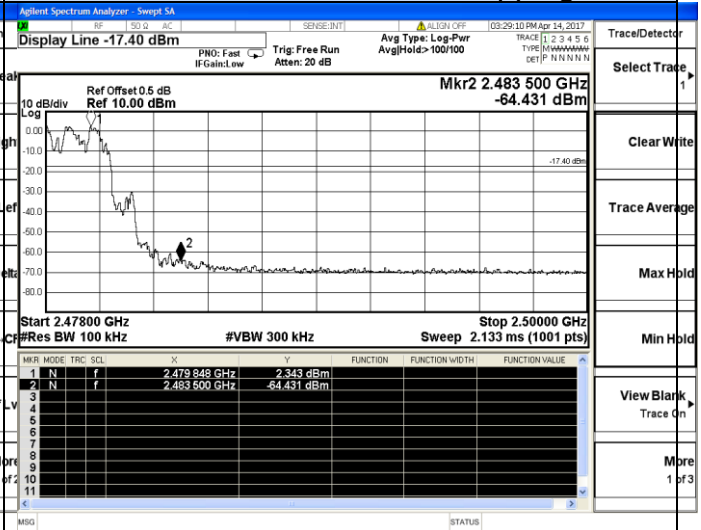 Agilent Spectrum Analyzer - Swept SA
RF 50 Ω AC SENSE:INT ALIGN OFF 03:29:10 PM Apr 14, 2017
Display Line -17.40 dBm
PNO: Fast
IFGain:Low
Trig: Free Run
Atten: 20 dB
Avg Type: Log-Pwr
Avg|Hold:> 100/100
TRACE 1 2 3 4 5 6
TYPE M
DET P N N N N N
Ref Offset 0.5 dB
10 dB/div Ref 10.00 dBm
Log
Mkr2 2.483 500 GHz
-64.431 dBm
1
0.00
-10.0
-17.40 dBm
-20.0
-30.0
-40.0
-50.0
2
-60.0
-70.0
-80.0
Start 2.47800 GHz Stop 2.50000 GHz
#Res BW 100 kHz #VBW 300 kHz Sweep 2.133 ms (1001 pts)
MKR MODE TRC SCL X Y FUNCTION FUNCTION WIDTH FUNCTION VALUE
1 N f 2.479 848 GHz 2.343 dBm
2 N f 2.483 500 GHz -64.431 dBm
3
4
5
6
7
8
9
10
11
MSG STATUS
Trace/Detector
Select Trace
1
Clear Write
Trace Average
Max Hold
Min Hold
View Blank
Trace On
More
1 of 3